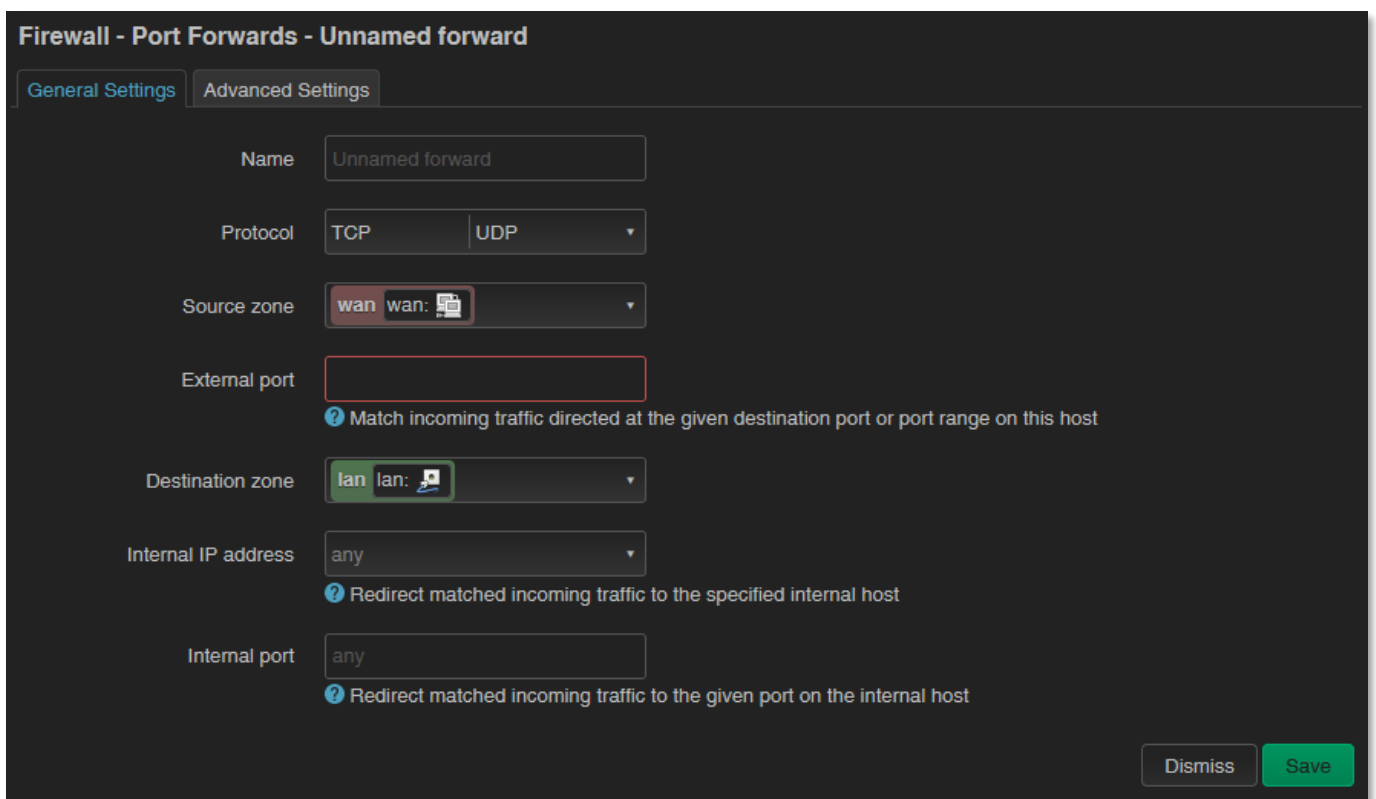 Firewall - Port Forwards - Unnamed forward
General Settings Advanced Settings
Name Unnamed forward
Protocol TCP UDP
Source zone wan wan:
External port
Match incoming traffic directed at the given destination port or port range on this host
Destination zone lan lan:
Internal IP address any
Redirect matched incoming traffic to the specified internal host
Internal port any
Redirect matched incoming traffic to the given port on the internal host
Dismiss Save